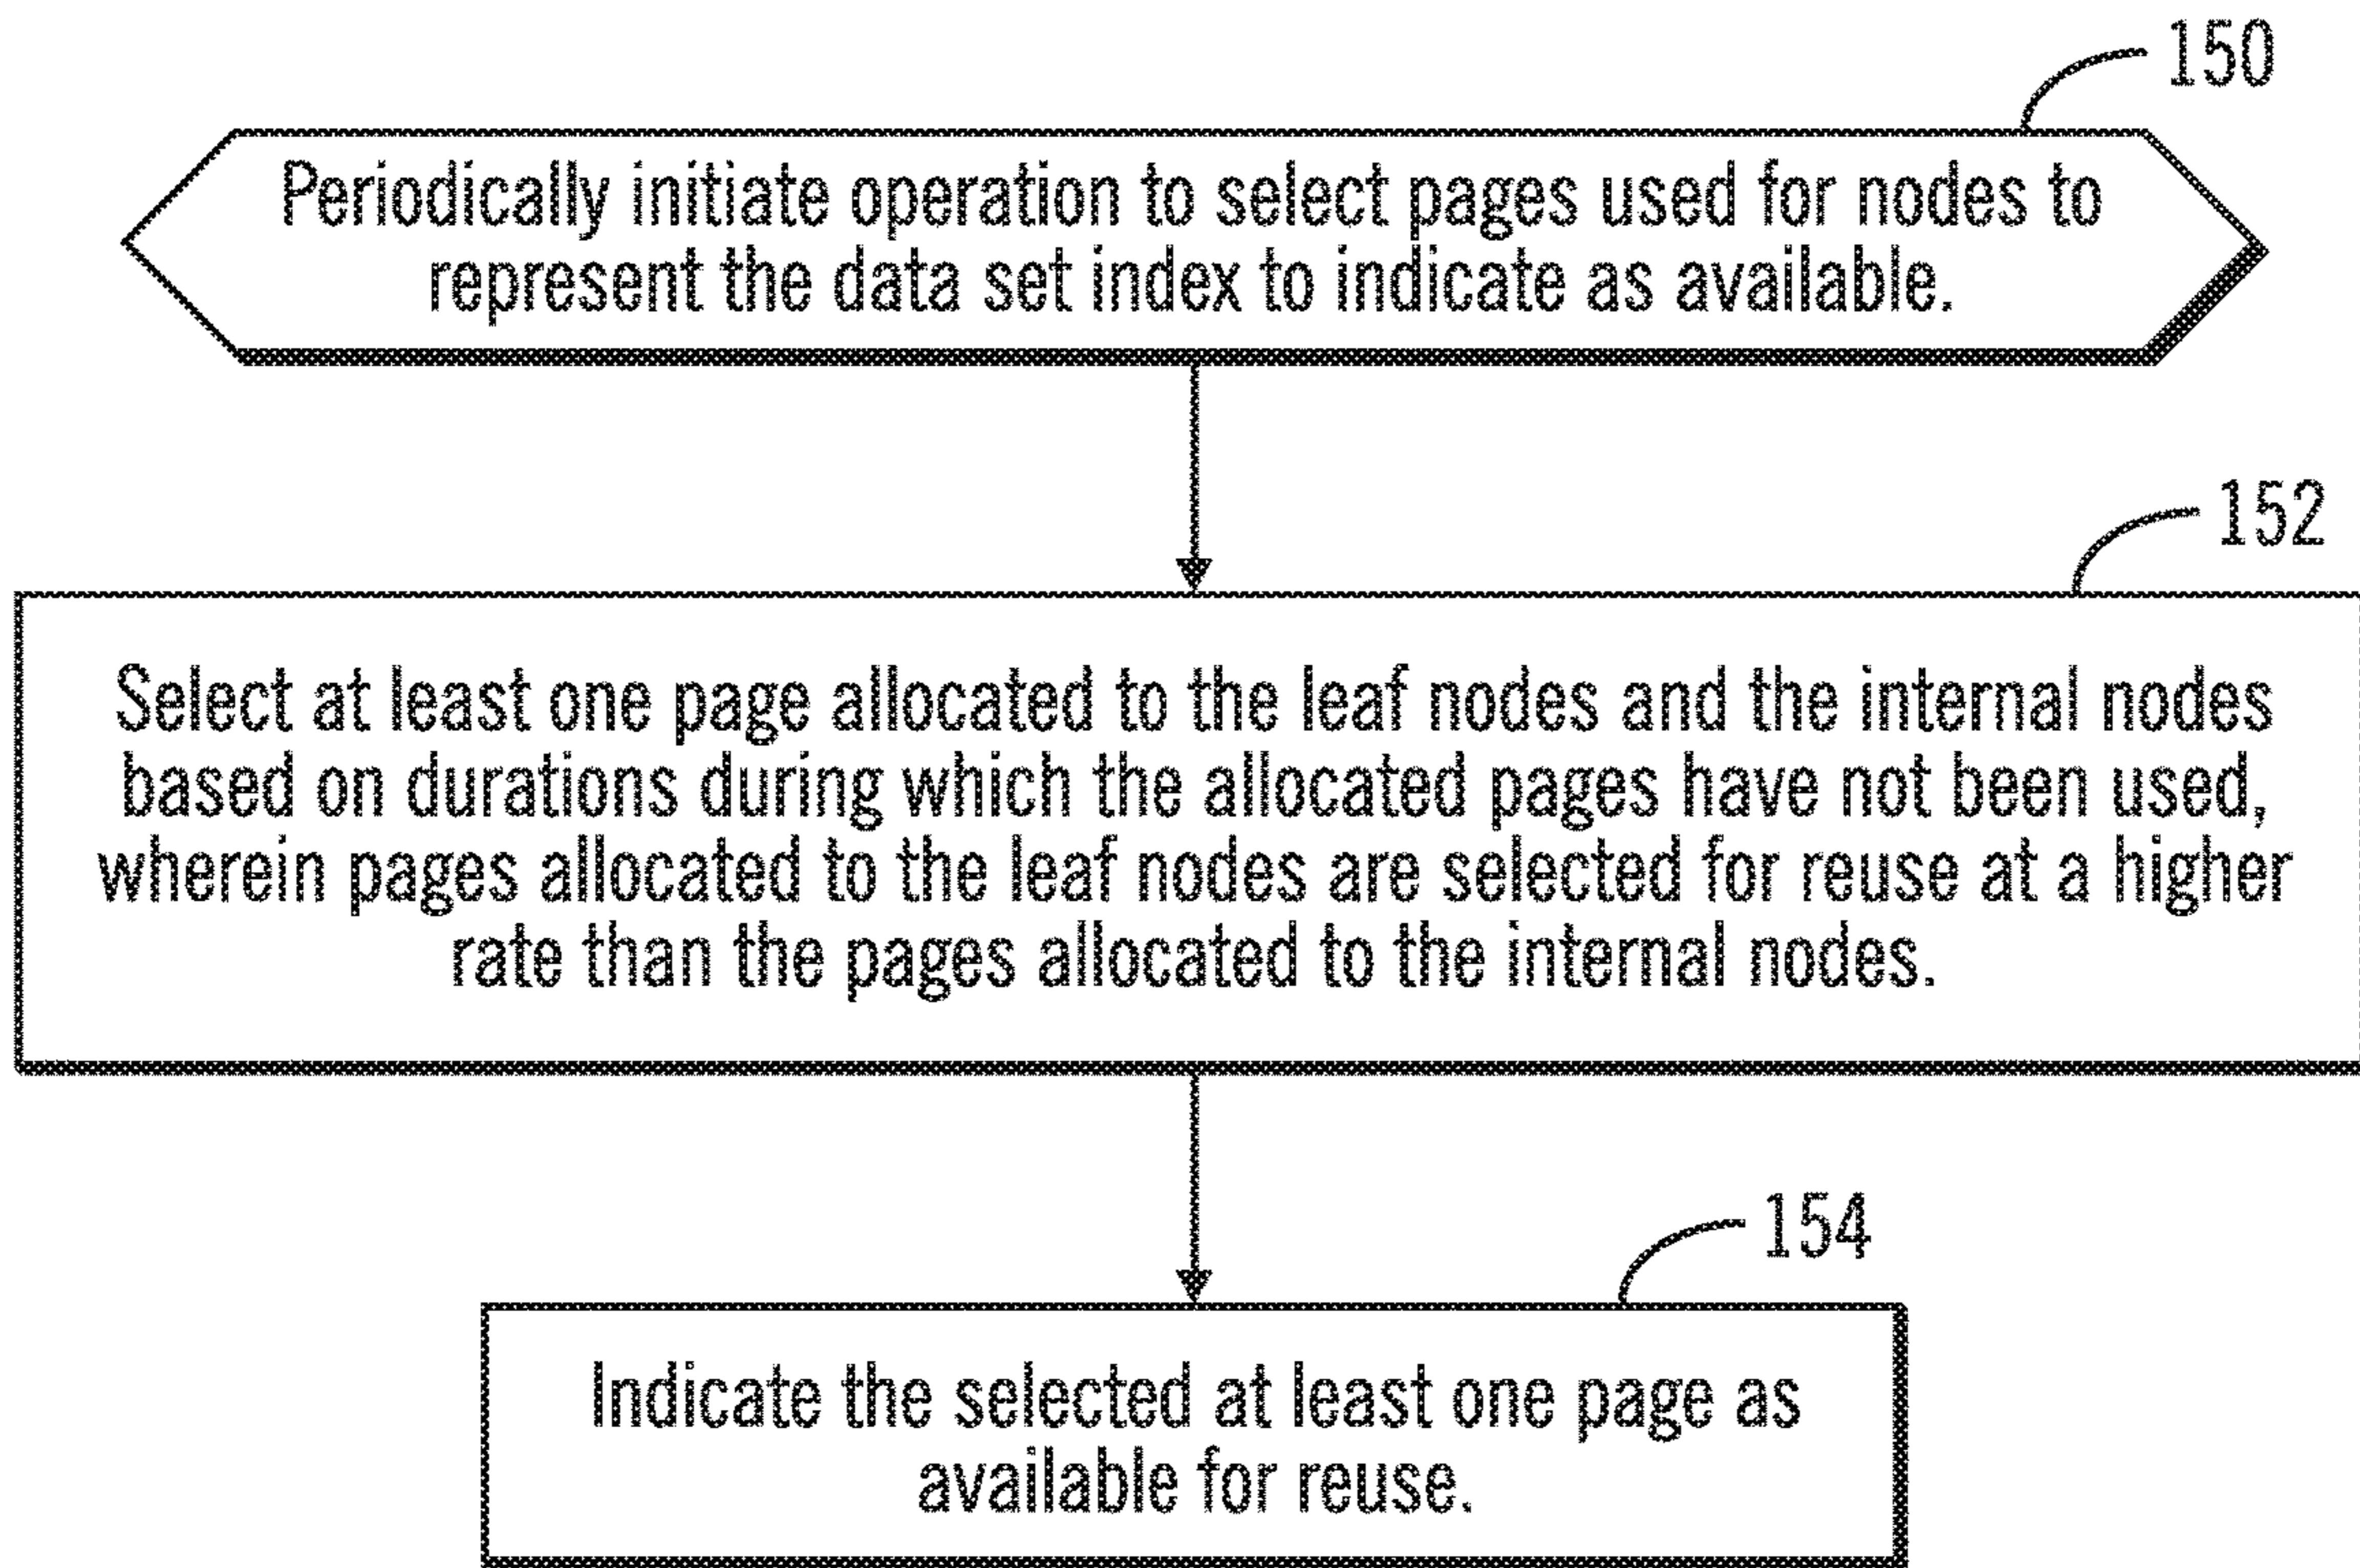 150
Periodically initiate operation to select pages used for nodes to
represent the data set index to indicate as available.
152
Select at least one page allocated to the leaf nodes and the internal nodes
based on durations during which the allocated pages have not been used,
wherein pages allocated to the leaf nodes are selected for reuse at a higher
rate than the pages allocated to the internal nodes.
154
Indicate the selected at least one page as
available for reuse.